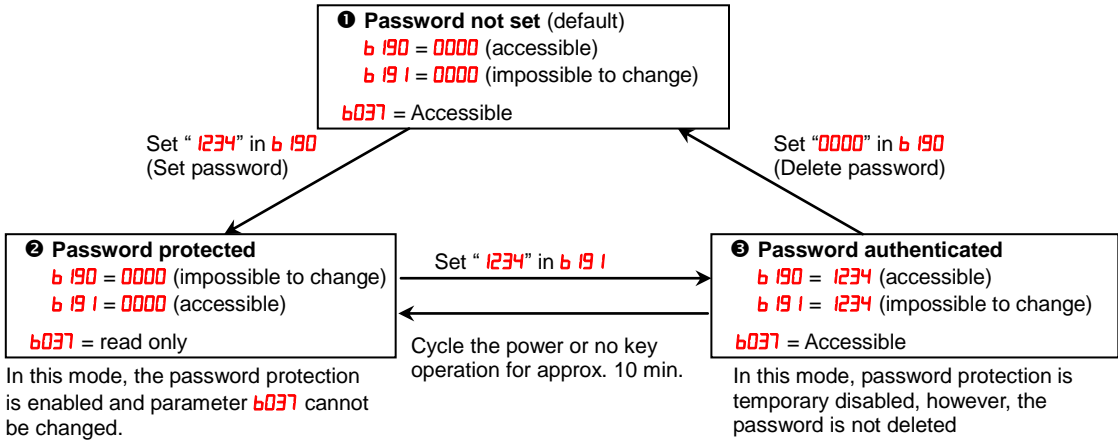 ❶ Password not set (default)
b190 = 0000 (accessible)
b191 = 0000 (impossible to change)
b037 = Accessible
Set “1234” in b190
(Set password)
Set “0000” in b190
(Delete password)
❷ Password protected
b190 = 0000 (impossible to change)
b191 = 0000 (accessible)
b037 = read only
Set “1234” in b191
Cycle the power or no key
operation for approx. 10 min.
❸ Password authenticated
b190 = 1234 (accessible)
b191 = 1234 (impossible to change)
b037 = Accessible
In this mode, the password protection
is enabled and parameter b037 cannot
be changed.
In this mode, password protection is
temporary disabled, however, the
password is not deleted